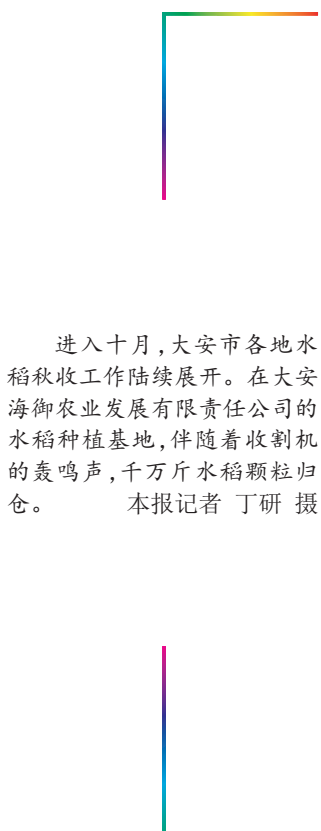 进入十月,大安市各地水
稻秋收工作陆续展开。在大安
海御农业发展有限责任公司的
水稻种植基地,伴随着收割机
的轰鸣声,千万斤水稻颗粒归
仓。 本报记者 丁研 摄